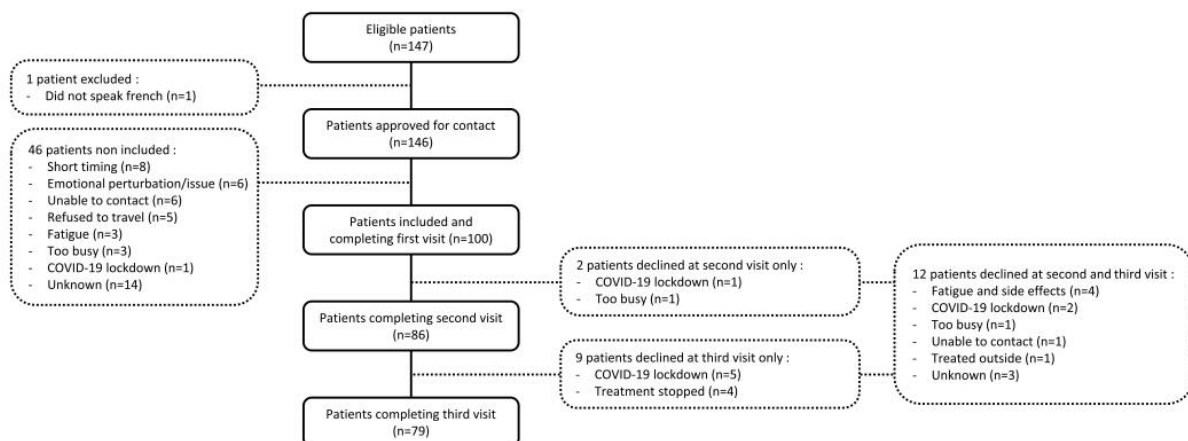 Eligible patients
(n=147)
1 patient excluded :
- Did not speak french (n=1)
Patients approved for contact
(n=146)
46 patients non included :
- Short timing (n=8)
- Emotional perturbation/issue (n=6)
- Unable to contact (n=6)
- Refused to travel (n=5)
- Fatigue (n=3)
- Too busy (n=3)
- COVID-19 lockdown (n=1)
- Unknown (n=14)
Patients included and
completing first visit (n=100)
2 patients declined at second visit only :
- COVID-19 lockdown (n=1)
- Too busy (n=1)
12 patients declined at second and third visit :
- Fatigue and side effects (n=4)
- COVID-19 lockdown (n=2)
- Too busy (n=1)
- Unable to contact (n=1)
- Treated outside (n=1)
- Unknown (n=3)
Patients completing second visit
(n=86)
9 patients declined at third visit only :
- COVID-19 lockdown (n=5)
- Treatment stopped (n=4)
Patients completing third visit
(n=79)